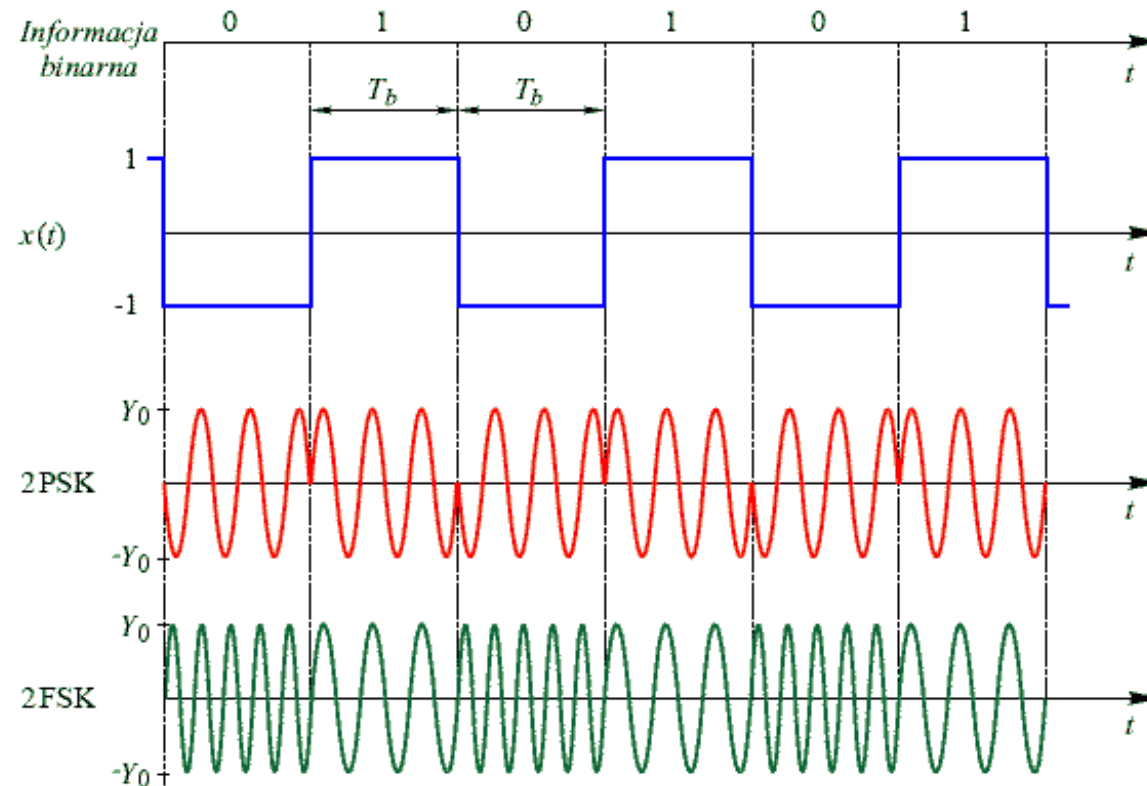 0 1 0 1 0 1
Informacja
binarna
t
T_b T_b
1
x(t)
t
-1
Y_0
2PSK
t
-Y_0
Y_0
2FSK
t
-Y_0